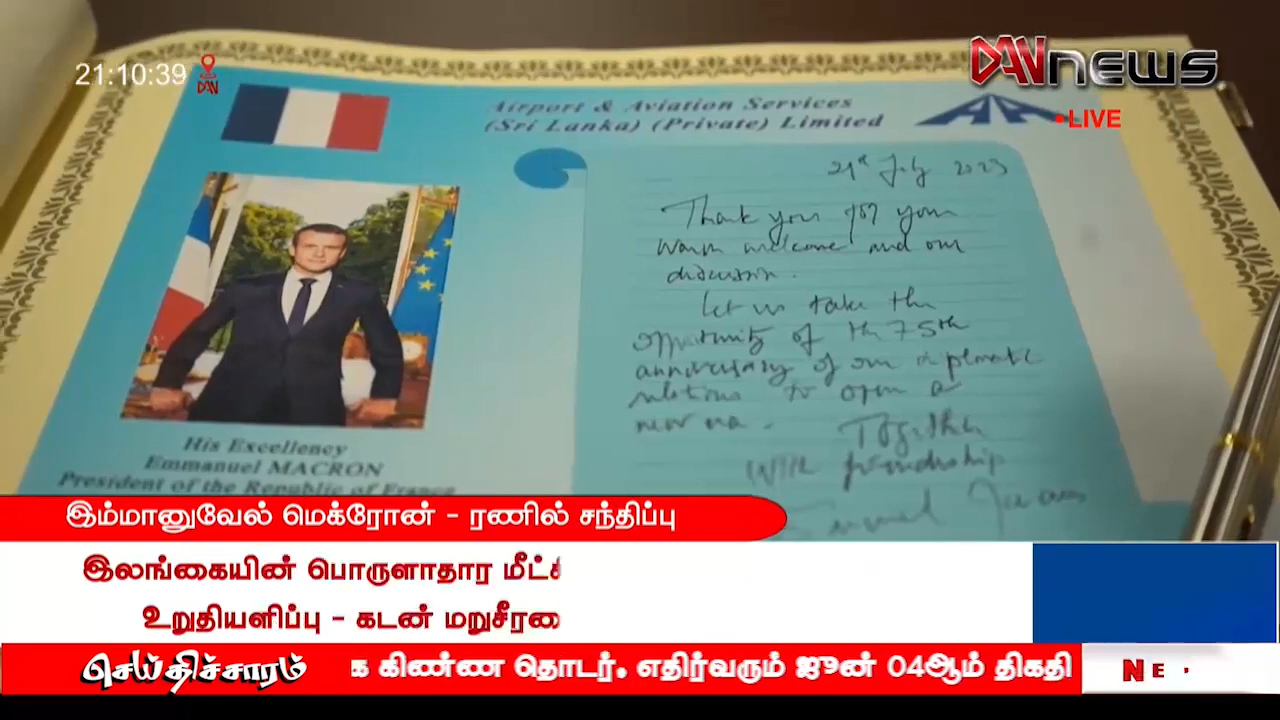 21:10:39
DAN NEWS
LIVE
Airport & Aviation Services
(Sri Lanka) (Private) Limited
21st July 2023
Thank you for your
warm welcome and our
discussion.
Let us take the
opportunity of the 75th
anniversary of our diplomatic
relations to open a
new era. Together
With friendship
His Excellency
Emmanuel MACRON
President of the Republic of France
இம்மானுவேல் மெக்ரோன் - ரணில் சந்திப்பு
இலங்கையின் பொருளாதார மீட்சி
உறுதியளிப்பு - கடன் மறுசீரமை
செய்திச்சாரம்
க கிண்ண தொடர், எதிர்வரும் ஜுன் 04ஆம் திகதி
NE